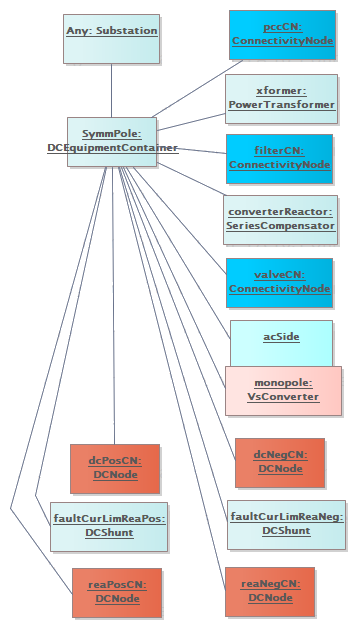 Any: Substation
pccCN:
ConnectivityNode
xformer:
PowerTransformer
SymmPole:
DCEquipmentContainer
filterCN:
ConnectivityNode
converterReactor:
SeriesCompensator
valveCN:
ConnectivityNode
acSide
monopole:
VsConverter
dcPosCN:
DCNode
dcNegCN:
DCNode
faultCurLimReaPos:
DCShunt
faultCurLimReaNeg:
DCShunt
reaPosCN:
DCNode
reaNegCN:
DCNode